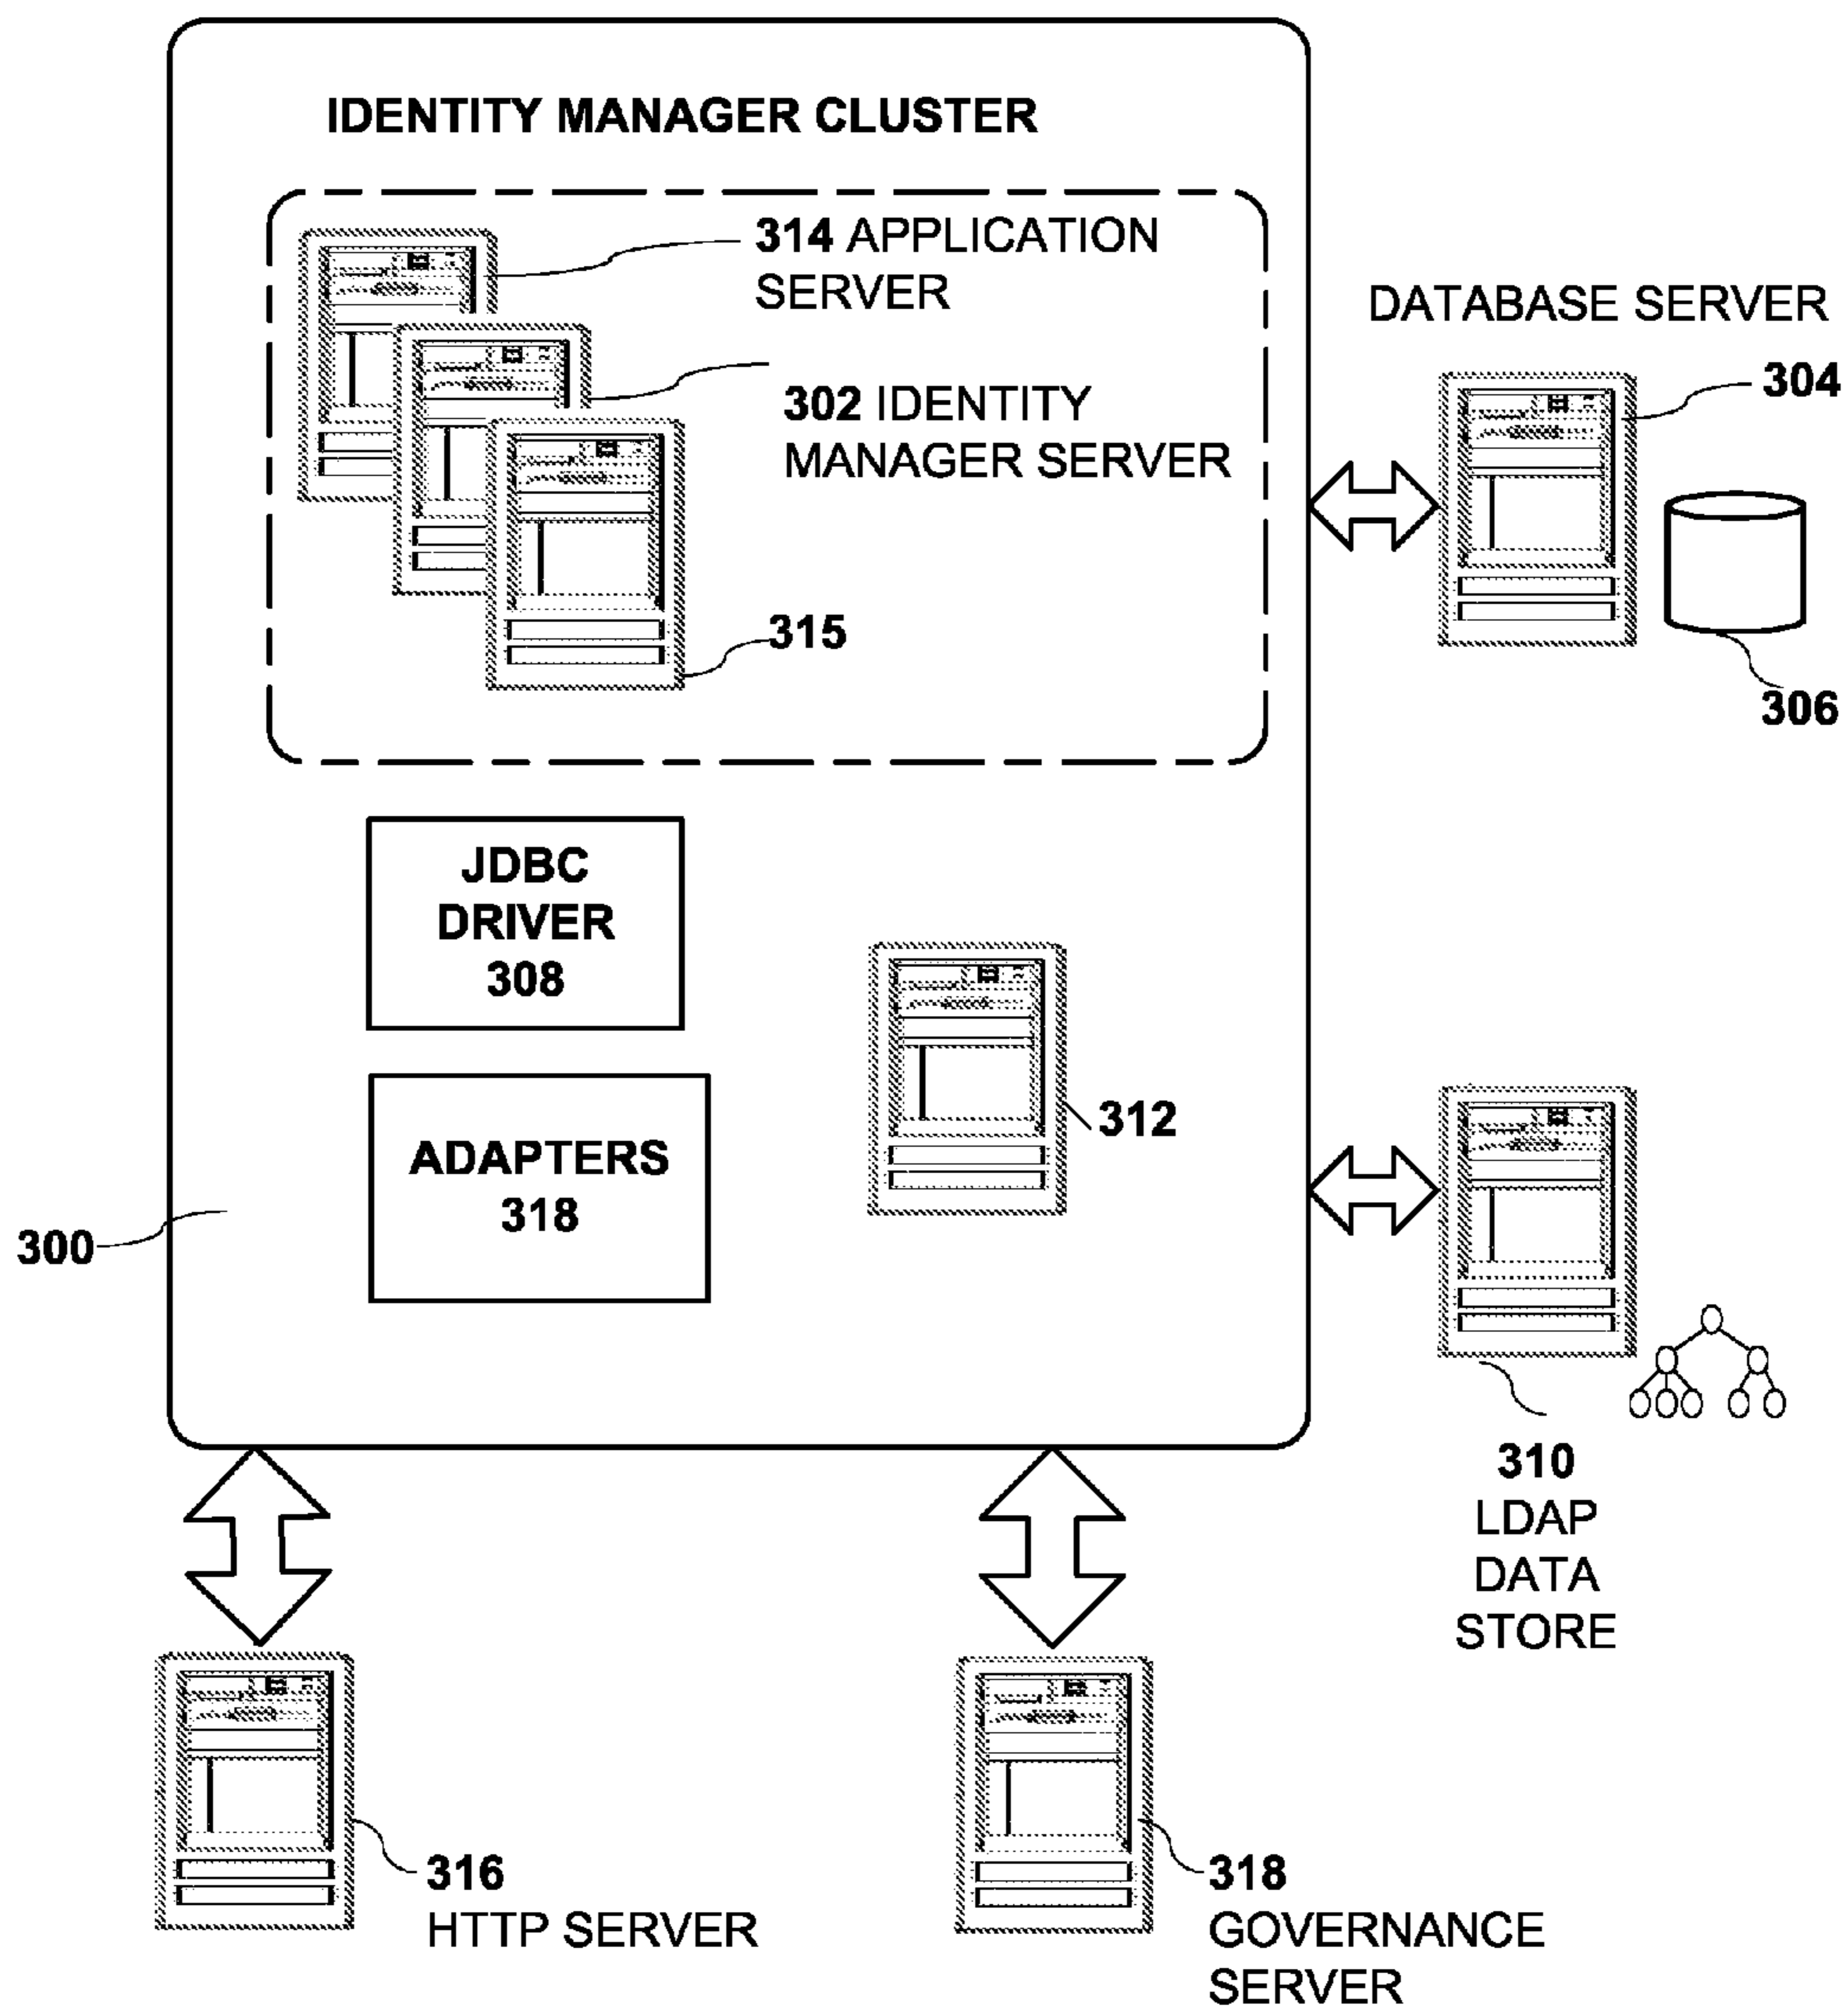 IDENTITY MANAGER CLUSTER
314 APPLICATION
SERVER
302 IDENTITY
MANAGER SERVER
315
DATABASE SERVER
304
306
JDBC
DRIVER
308
312
ADAPTERS
318
300
310
LDAP
DATA
STORE
316
HTTP SERVER
318
GOVERNANCE
SERVER